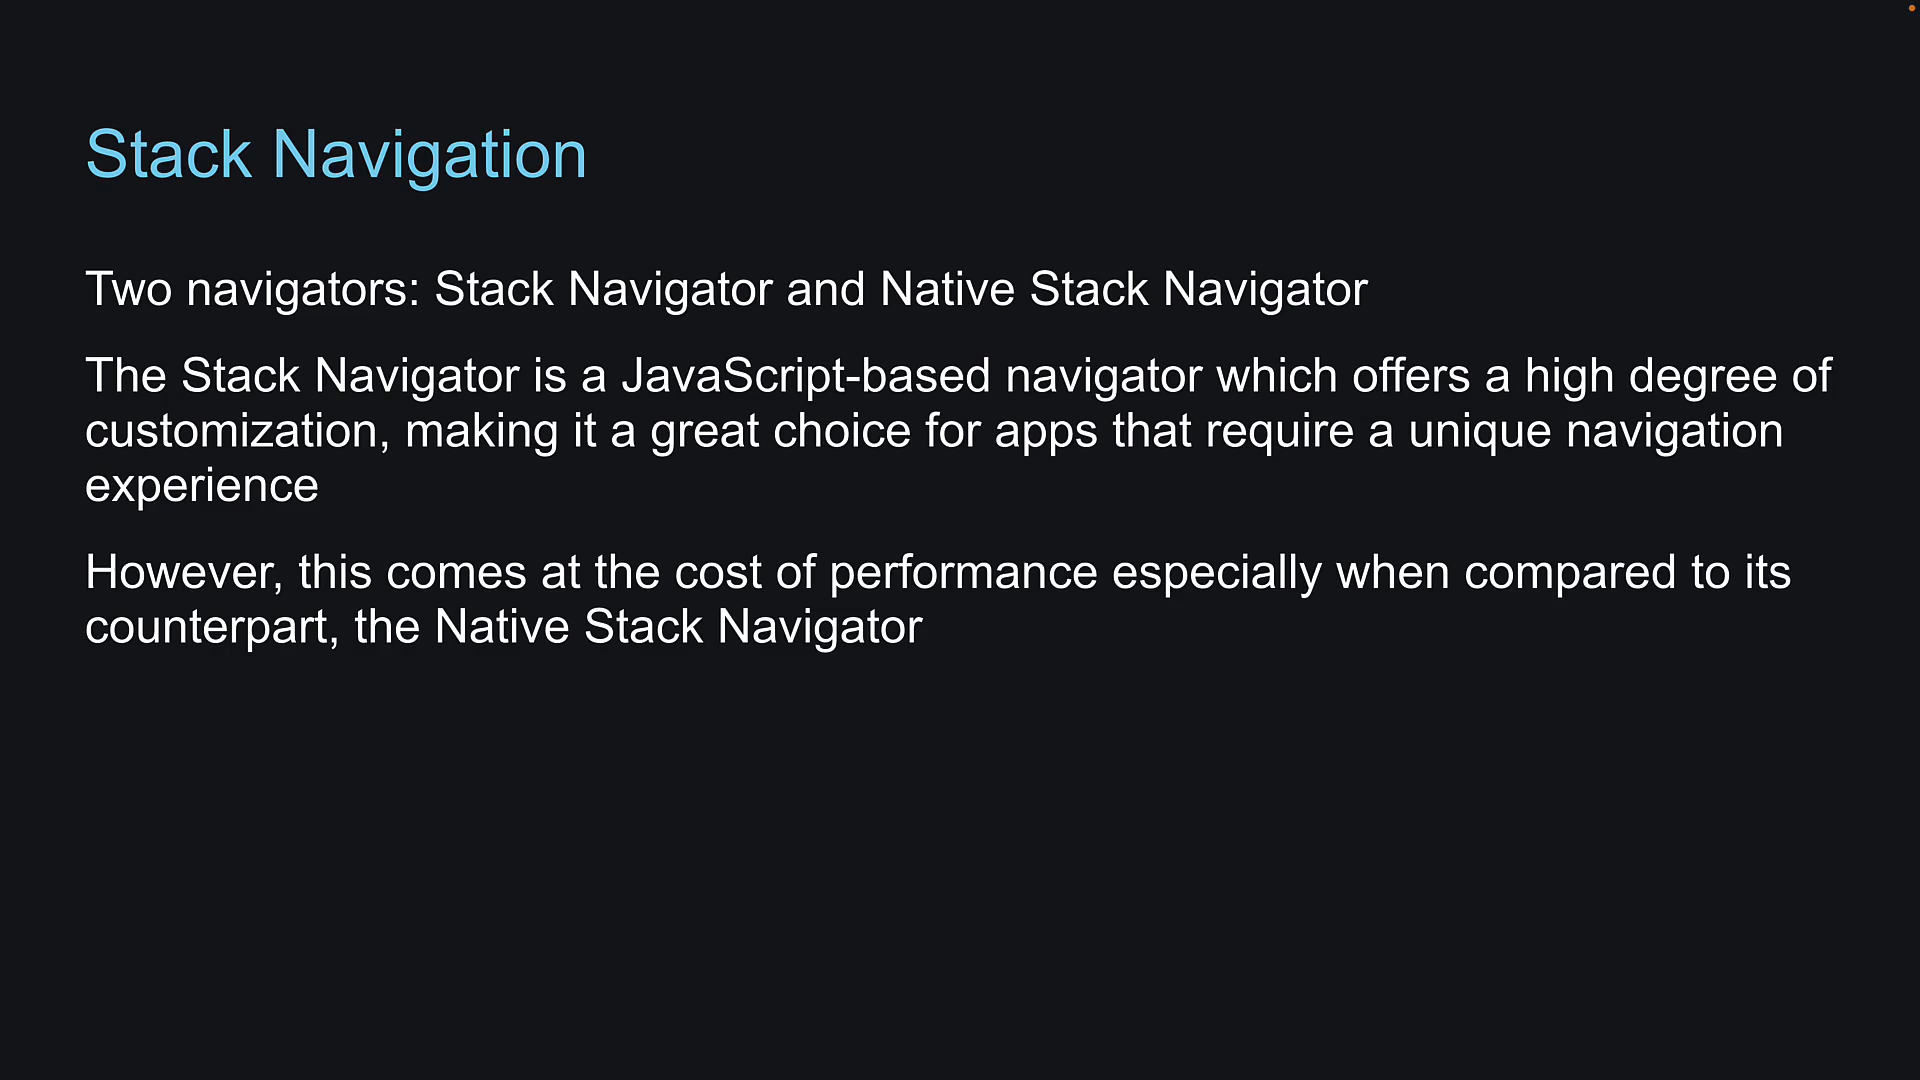 Stack Navigation
Two navigators: Stack Navigator and Native Stack Navigator
The Stack Navigator is a JavaScript-based navigator which offers a high degree of
customization, making it a great choice for apps that require a unique navigation
experience
However, this comes at the cost of performance especially when compared to its
counterpart, the Native Stack Navigator